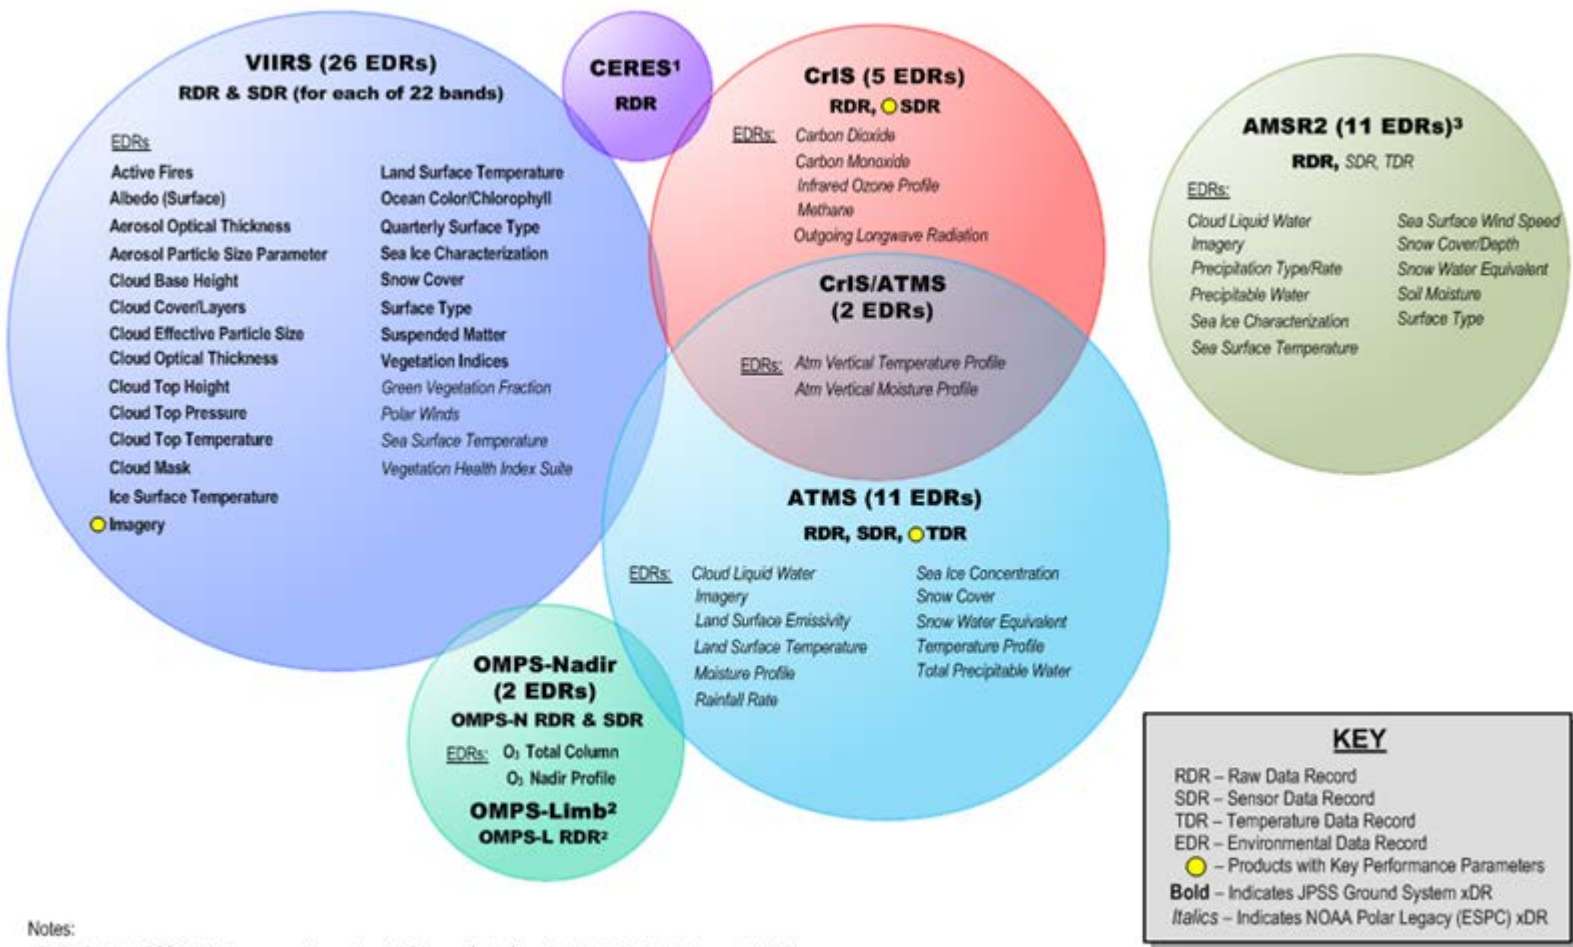 VIIRS (26 EDRs)
RDR & SDR (for each of 22 bands)
EDRs
Active Fires
Albedo (Surface)
Aerosol Optical Thickness
Aerosol Particle Size Parameter
Cloud Base Height
Cloud Cover/Layers
Cloud Effective Particle Size
Cloud Optical Thickness
Cloud Top Height
Cloud Top Pressure
Cloud Top Temperature
Cloud Mask
Ice Surface Temperature
Imagery
Land Surface Temperature
Ocean Color/Chlorophyll
Quarterly Surface Type
Sea Ice Characterization
Snow Cover
Surface Type
Suspended Matter
Vegetation Indices
Green Vegetation Fraction
Polar Winds
Sea Surface Temperature
Vegetation Health Index Suite
CERES¹
RDR
CrIS (5 EDRs)
RDR, SDR
EDRs: Carbon Dioxide
Carbon Monoxide
Infrared Ozone Profile
Methane
Outgoing Longwave Radiation
CrIS/ATMS
(2 EDRs)
EDRs: Atm Vertical Temperature Profile
Atm Vertical Moisture Profile
ATMS (11 EDRs)
RDR, SDR, TDR
EDRs: Cloud Liquid Water
Imagery
Land Surface Emissivity
Land Surface Temperature
Moisture Profile
Rainfall Rate
Sea Ice Concentration
Snow Cover
Snow Water Equivalent
Temperature Profile
Total Precipitable Water
OMPS-Nadir
(2 EDRs)
OMPS-N RDR & SDR
EDRs: O₃ Total Column
O₃ Nadir Profile
OMPS-Limb²
OMPS-L RDR²
AMSR2 (11 EDRs)³
RDR, SDR, TDR
EDRs:
Cloud Liquid Water
Imagery
Precipitation Type/Rate
Precipitable Water
Sea Ice Characterization
Sea Surface Temperature
Sea Surface Wind Speed
Snow Cover/Depth
Snow Water Equivalent
Soil Moisture
Surface Type
KEY
RDR – Raw Data Record
SDR – Sensor Data Record
TDR – Temperature Data Record
EDR – Environmental Data Record
– Products with Key Performance Parameters
Bold – Indicates JPSS Ground System xDR
Italics – Indicates NOAA Polar Legacy (ESPC) xDR
Notes: